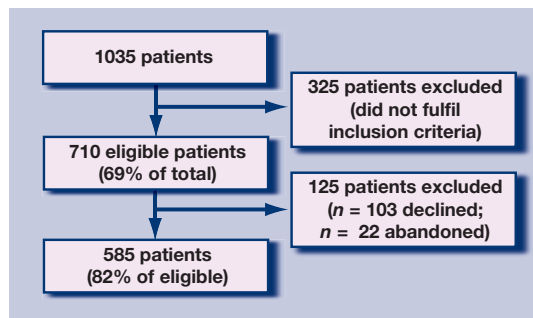 1035 patients
325 patients excluded
(did not fulfil
inclusion criteria)
710 eligible patients
(69% of total)
125 patients excluded
(n = 103 declined;
n = 22 abandoned)
585 patients
(82% of eligible)